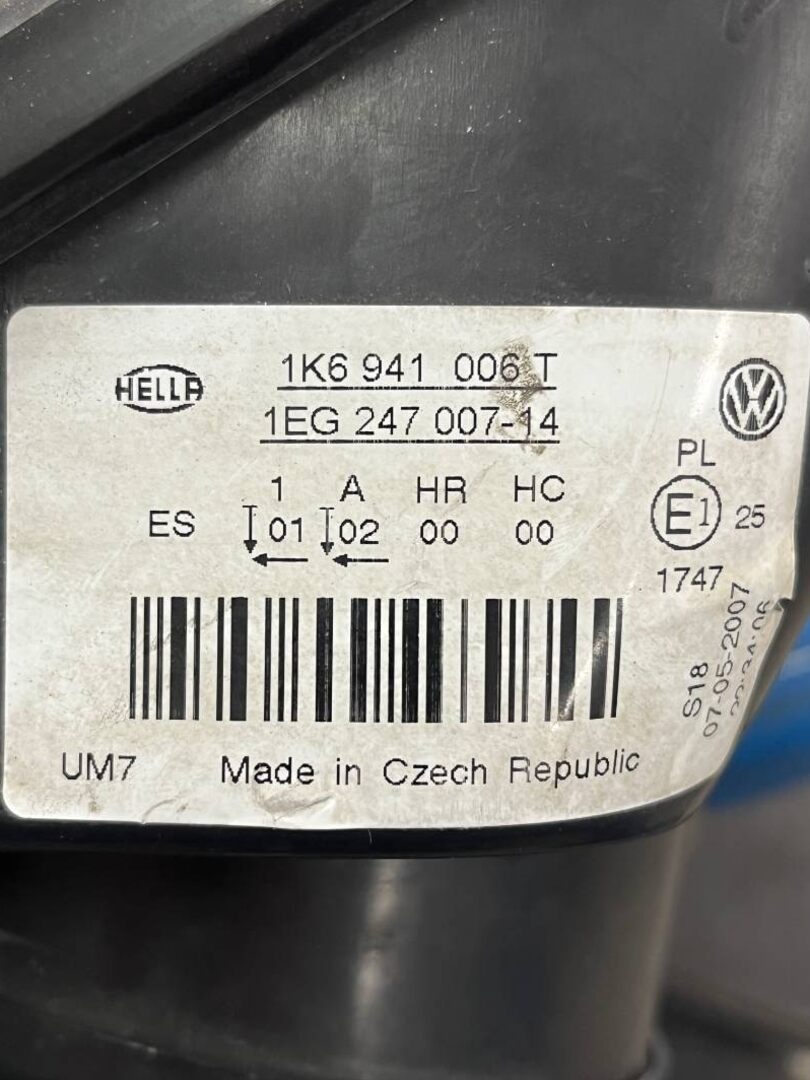 HELLA
1K6 941 006 T
1EG 247 007-14
PL
1 A HR HC
ES 01 02 00 00
E1 25
1747
S18
07-05-2007
UM7 Made in Czech Republic